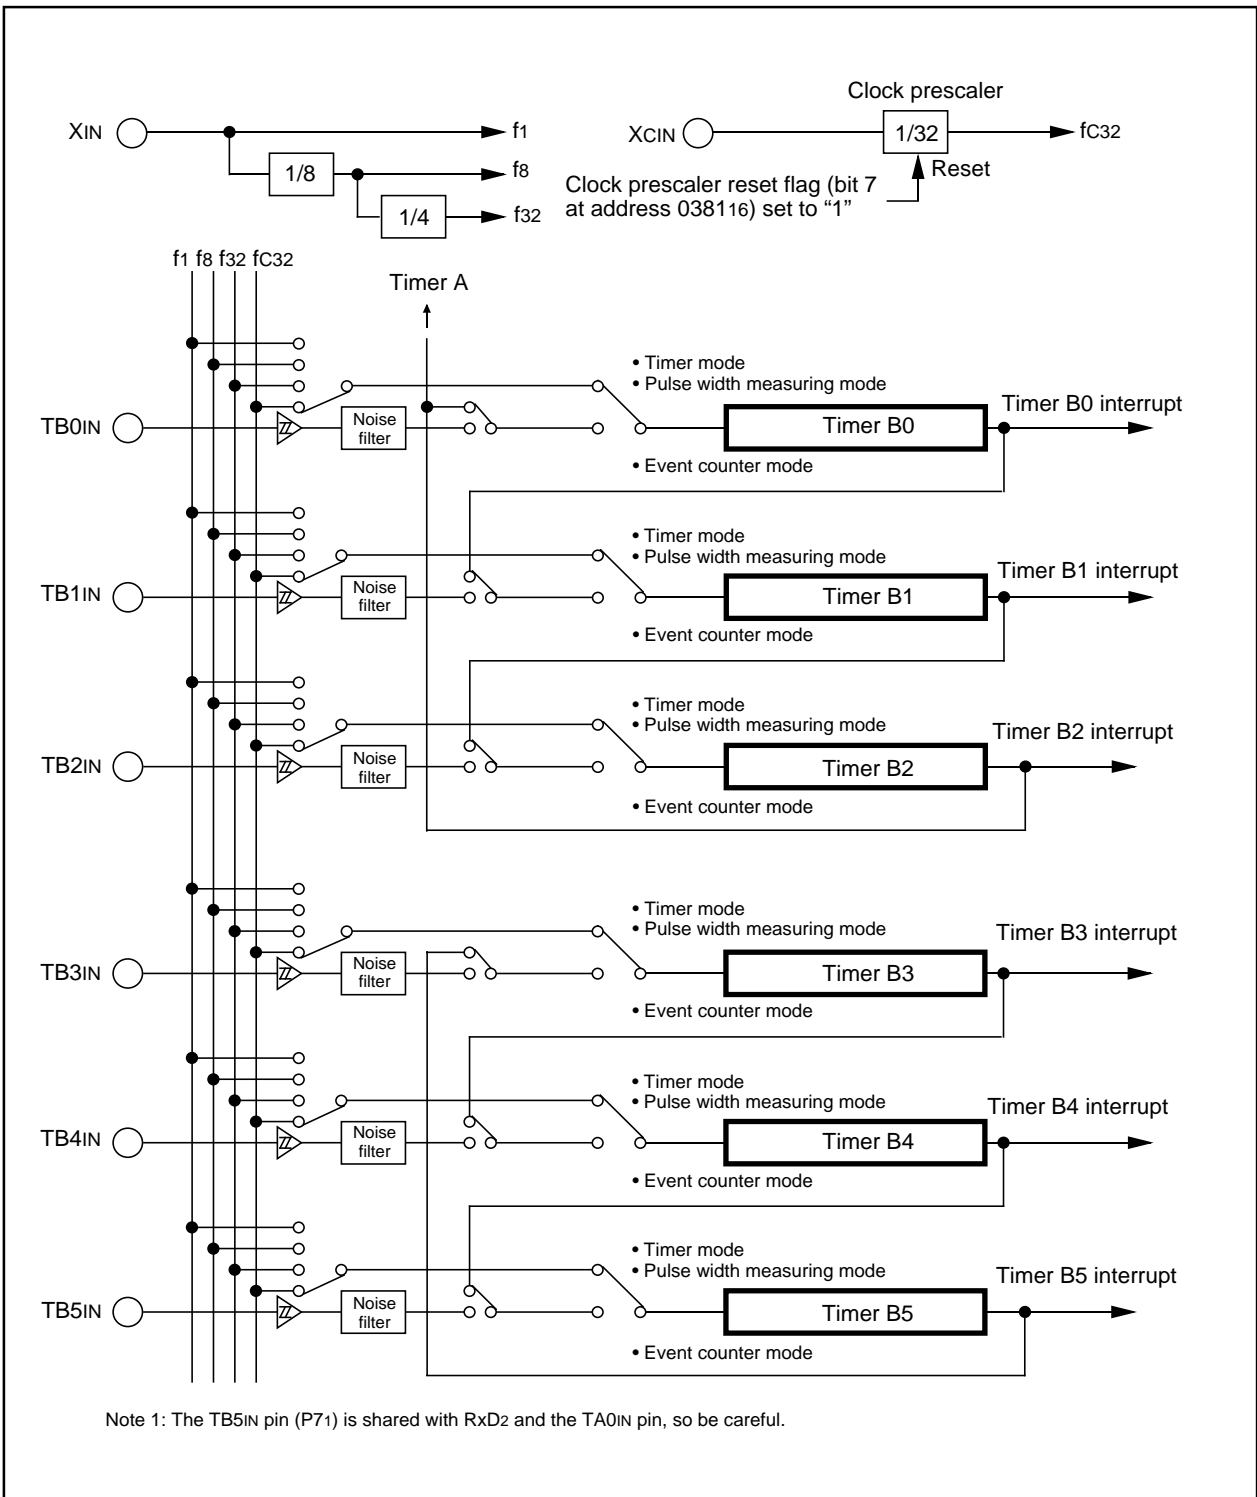 Clock prescaler
XIN
f1
XCIN
1/32
fC32
1/8
f8
Reset
Clock prescaler reset flag (bit 7
at address 038116) set to “1”
1/4
f32
f1 f8 f32 fC32
Timer A
• Timer mode
• Pulse width measuring mode
TB0IN
Noise
filter
Timer B0
Timer B0 interrupt
• Event counter mode
• Timer mode
• Pulse width measuring mode
TB1IN
Noise
filter
Timer B1
Timer B1 interrupt
• Event counter mode
• Timer mode
• Pulse width measuring mode
TB2IN
Noise
filter
Timer B2
Timer B2 interrupt
• Event counter mode
• Timer mode
• Pulse width measuring mode
TB3IN
Noise
filter
Timer B3
Timer B3 interrupt
• Event counter mode
• Timer mode
• Pulse width measuring mode
TB4IN
Noise
filter
Timer B4
Timer B4 interrupt
• Event counter mode
• Timer mode
• Pulse width measuring mode
TB5IN
Noise
filter
Timer B5
Timer B5 interrupt
• Event counter mode
Note 1: The TB5IN pin (P71) is shared with RxD2 and the TA0IN pin, so be careful.